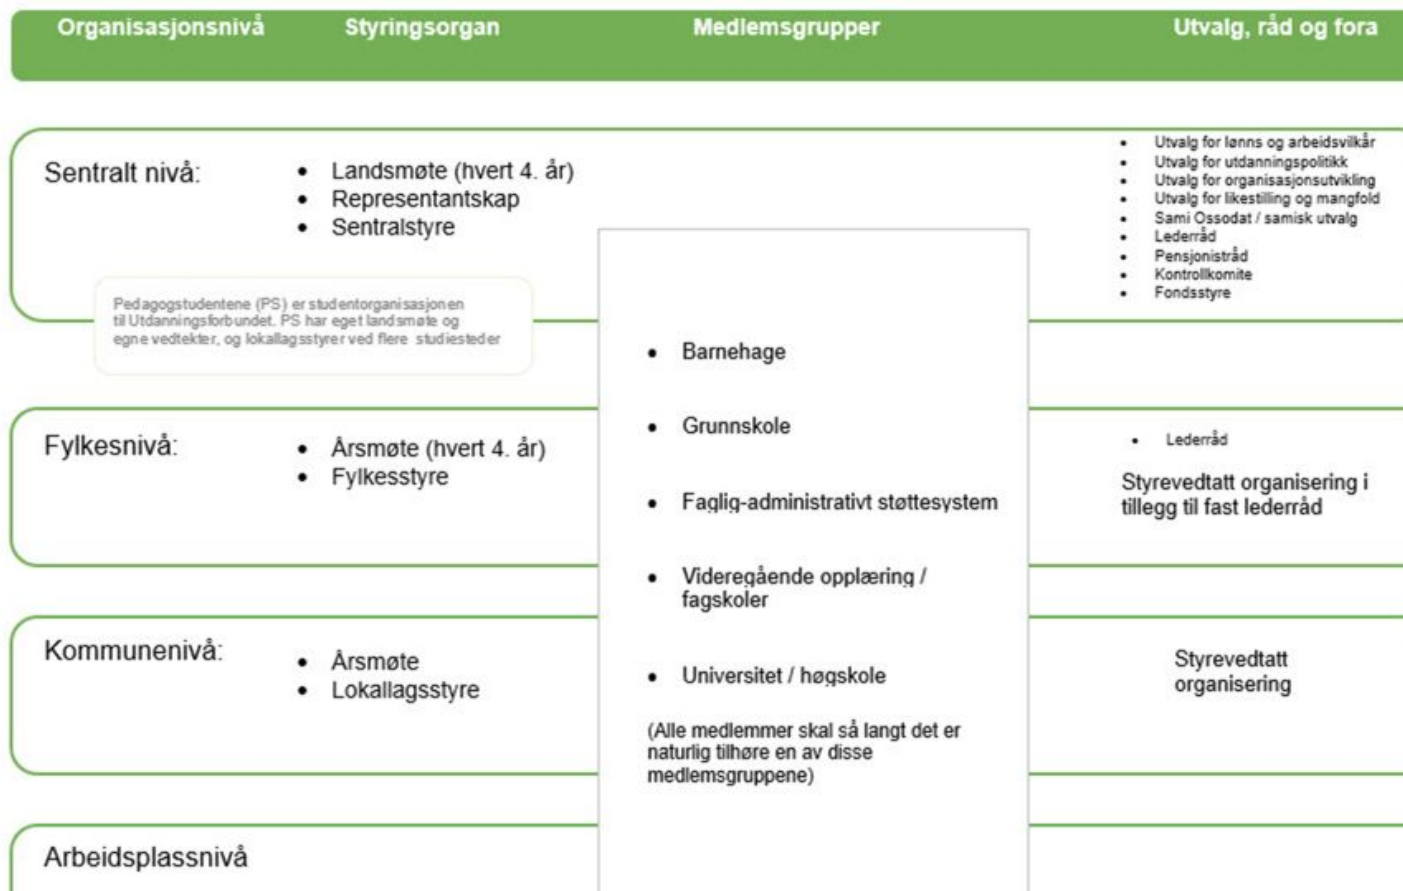 Organisasjonsnivå
Styringsorgan
Medlemsgrupper
Utvalg, råd og fora
Sentralt nivå:
• Landsmøte (hvert 4. år)
• Representantskap
• Sentralstyre
• Utvalg for lønns og arbeidsvilkår
• Utvalg for utdanningspolitikk
• Utvalg for organisasjonsutvikling
• Utvalg for likestilling og mangfold
• Sami Ossodat / samisk utvalg
• Lederråd
• Pensjonistråd
• Kontrollkomite
• Fondsstyre
Pedagogstudentene (PS) er studentorganisasjonen
til Utdanningsforbundet. PS har eget landsmøte og
egne vedtekter, og lokallagsstyrer ved flere studiesteder
Fylkesnivå:
• Årsmøte (hvert 4. år)
• Fylkesstyre
• Lederråd
Styrevedtatt organisering i
tillegg til fast lederråd
Kommunenivå:
• Årsmøte
• Lokallagsstyre
Styrevedtatt
organisering
Arbeidsplassnivå
• Barnehage
• Grunnskole
• Faglig-administrativt støttesystem
• Videregående opplæring /
fagskoler
• Universitet / høgskole
(Alle medlemmer skal så langt det er
naturlig tilhøre en av disse
medlemsgruppene)